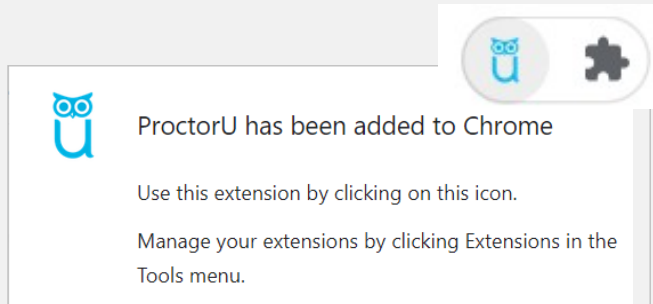 ProctorU has been added to Chrome
Use this extension by clicking on this icon.
Manage your extensions by clicking Extensions in the
Tools menu.